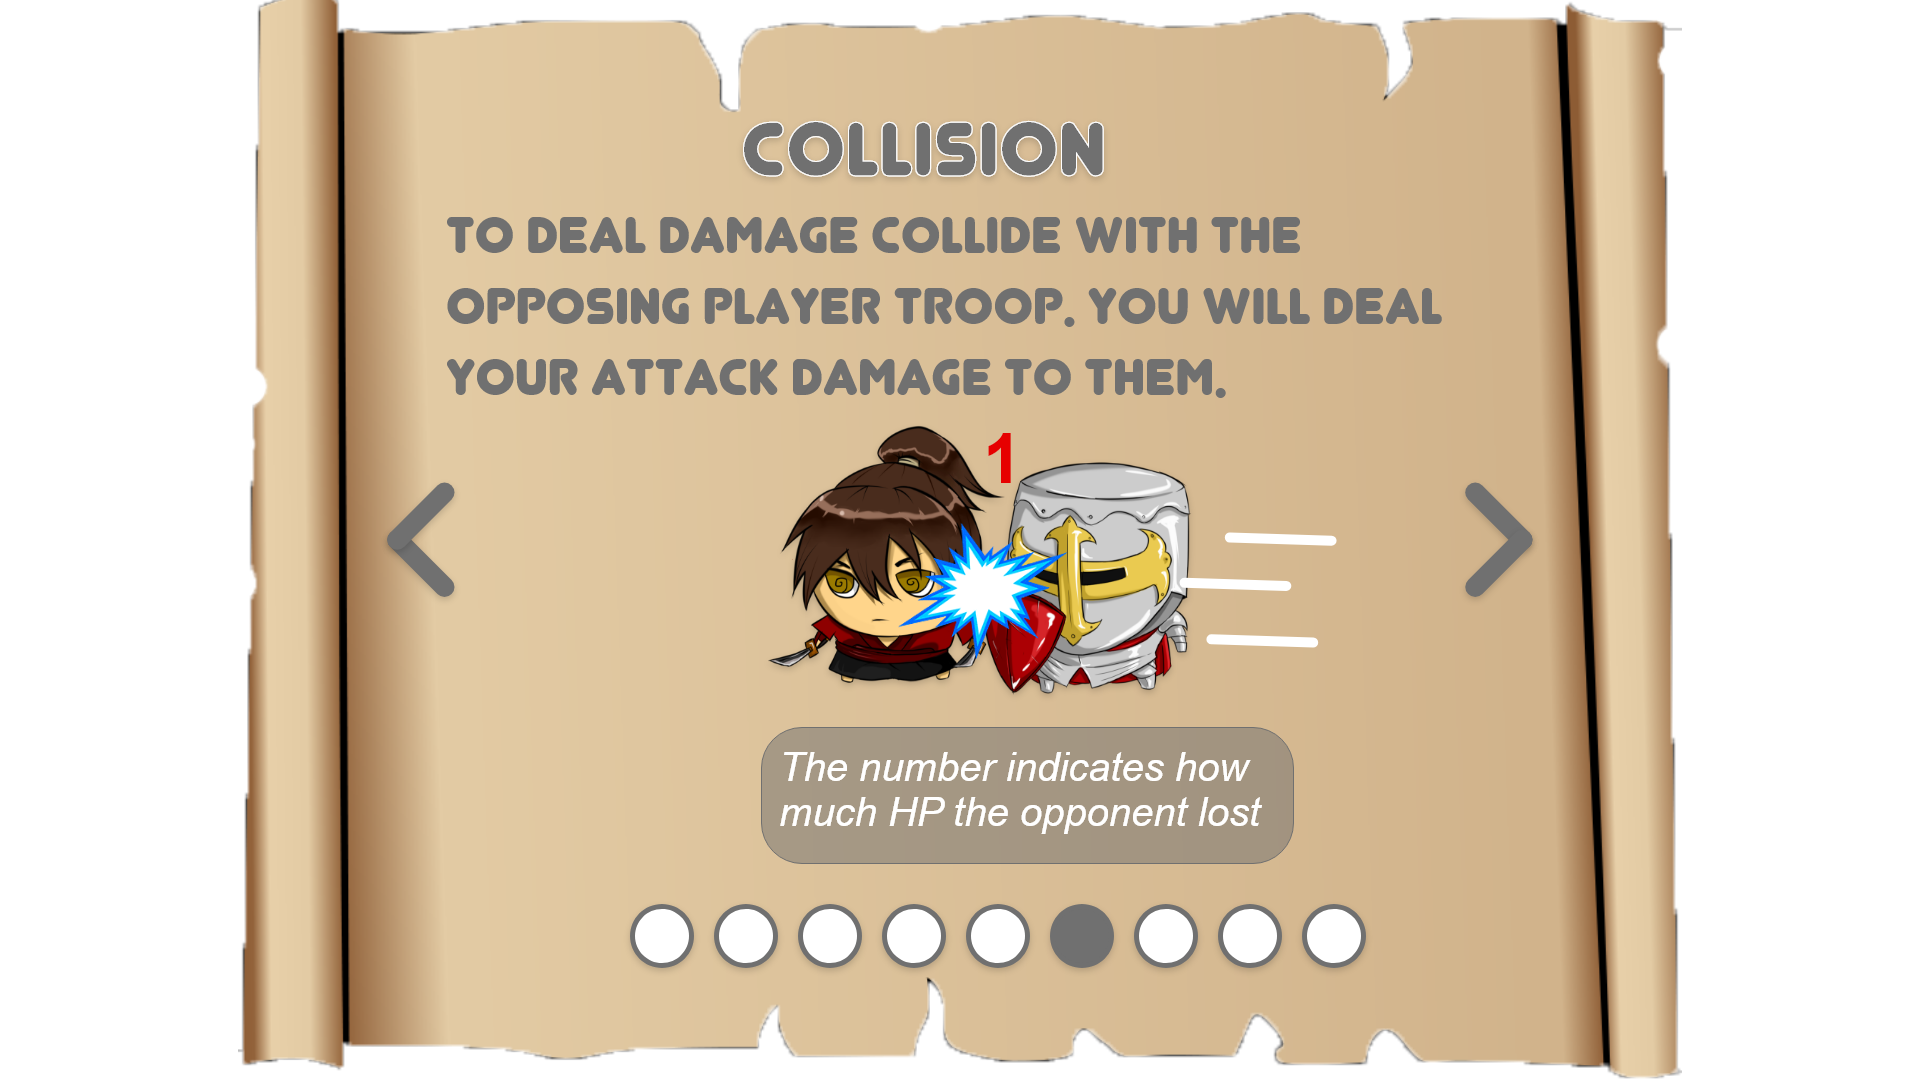 COLLISION
TO DEAL DAMAGE COLLIDE WITH THE
OPPOSING PLAYER TROOP. YOU WILL DEAL
YOUR ATTACK DAMAGE TO THEM.
1
The number indicates how
much HP the opponent lost